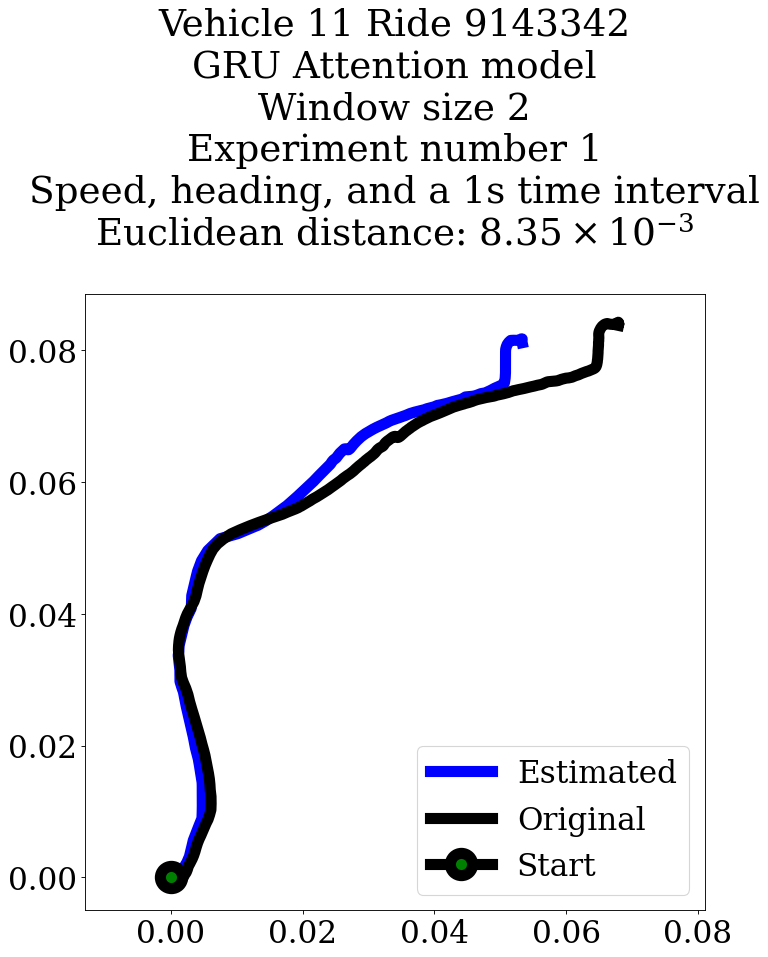 Vehicle 11 Ride 9143342
GRU Attention model
Window size 2
Experiment number 1
Speed, heading, and a 1s time interval
Euclidean distance: 8.35 × 10⁻³
0.08
0.06
0.04
0.02
0.00
Estimated
Original
Start
0.00 0.02 0.04 0.06 0.08